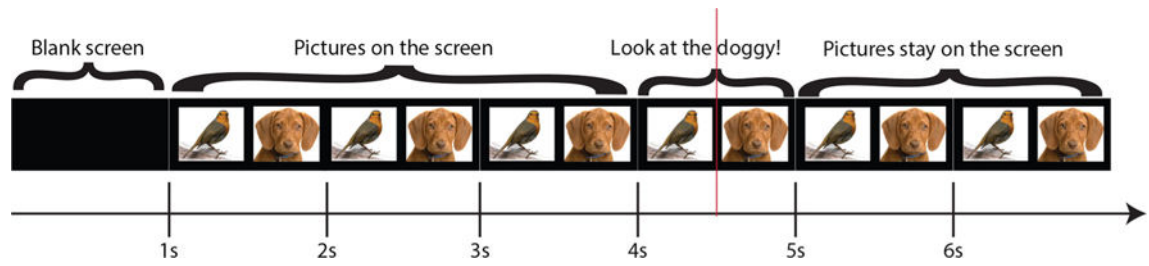 Blank screen
Pictures on the screen
Look at the doggy!
Pictures stay on the screen
1s
2s
3s
4s
5s
6s